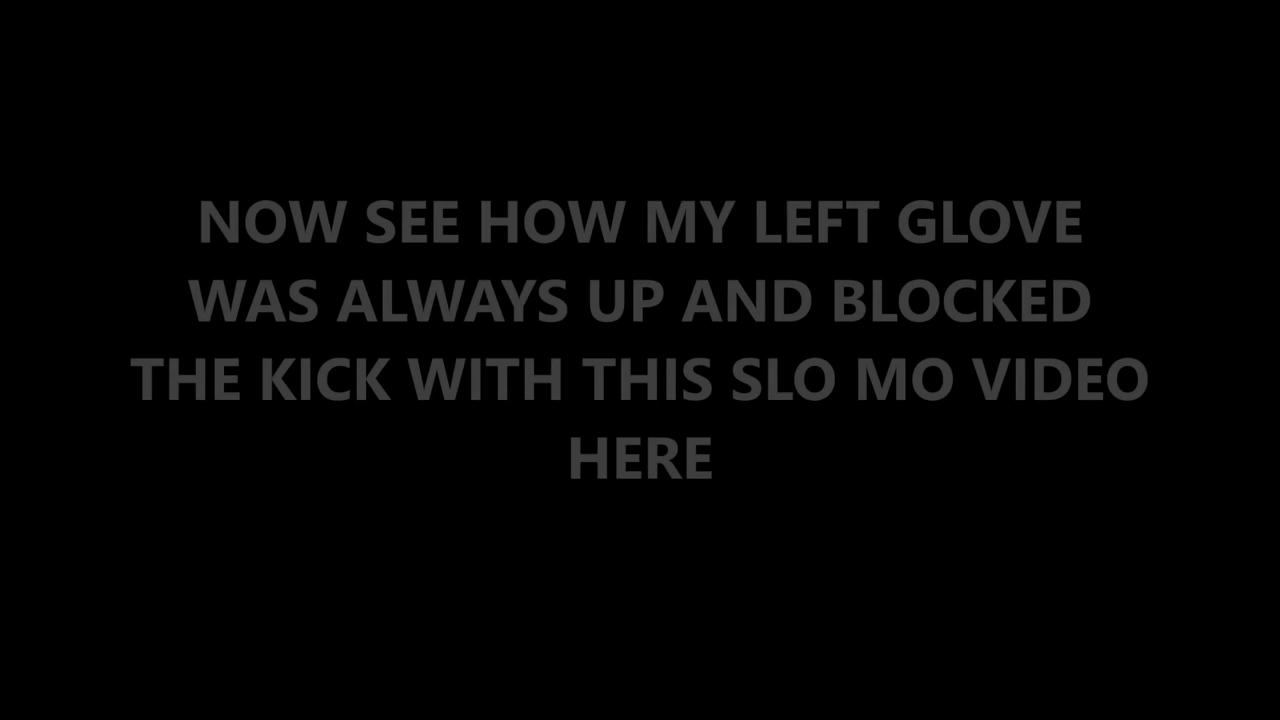 NOW SEE HOW MY LEFT GLOVE
WAS ALWAYS UP AND BLOCKED
THE KICK WITH THIS SLO MO VIDEO
HERE